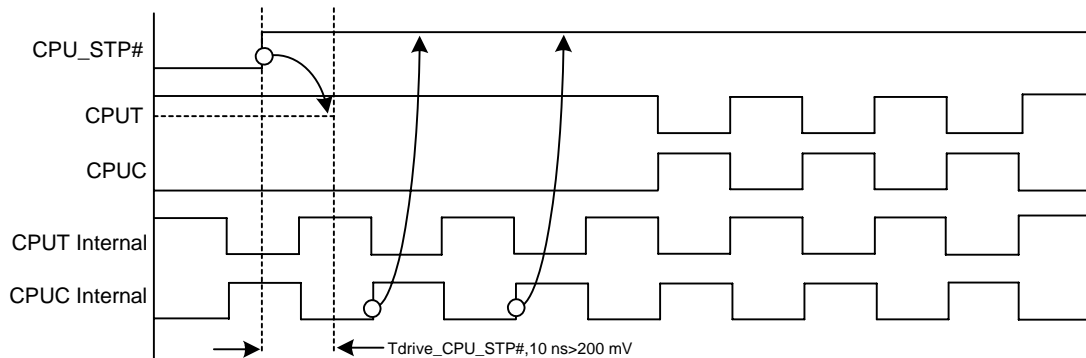 CPU_STP#
CPUT
CPUC
CPUT Internal
CPUC Internal
Tdrive_CPU_STP#,10 ns>200 mV